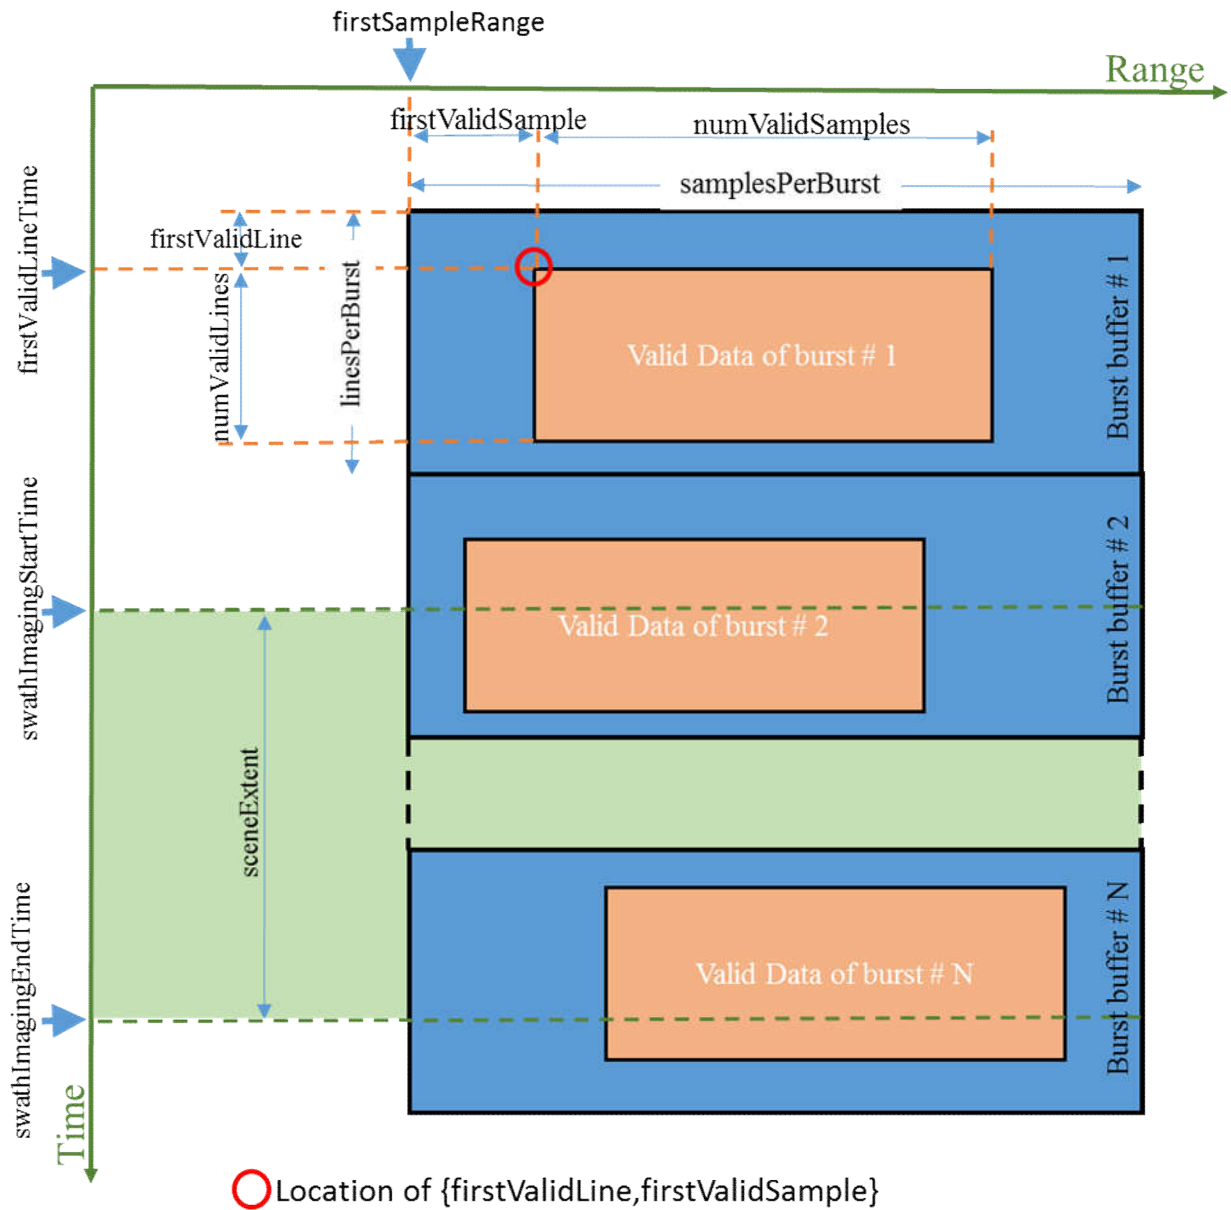 firstSampleRange
Range
firstValidSample
numValidSamples
samplesPerBurst
firstValidLineTime
firstValidLine
numValidLines
linesPerBurst
Valid Data of burst # 1
Burst buffer # 1
swathImagingStartTime
Valid Data of burst # 2
Burst buffer # 2
sceneExtent
swathImagingEndTime
Valid Data of burst # N
Burst buffer # N
Time
Location of {firstValidLine,firstValidSample}